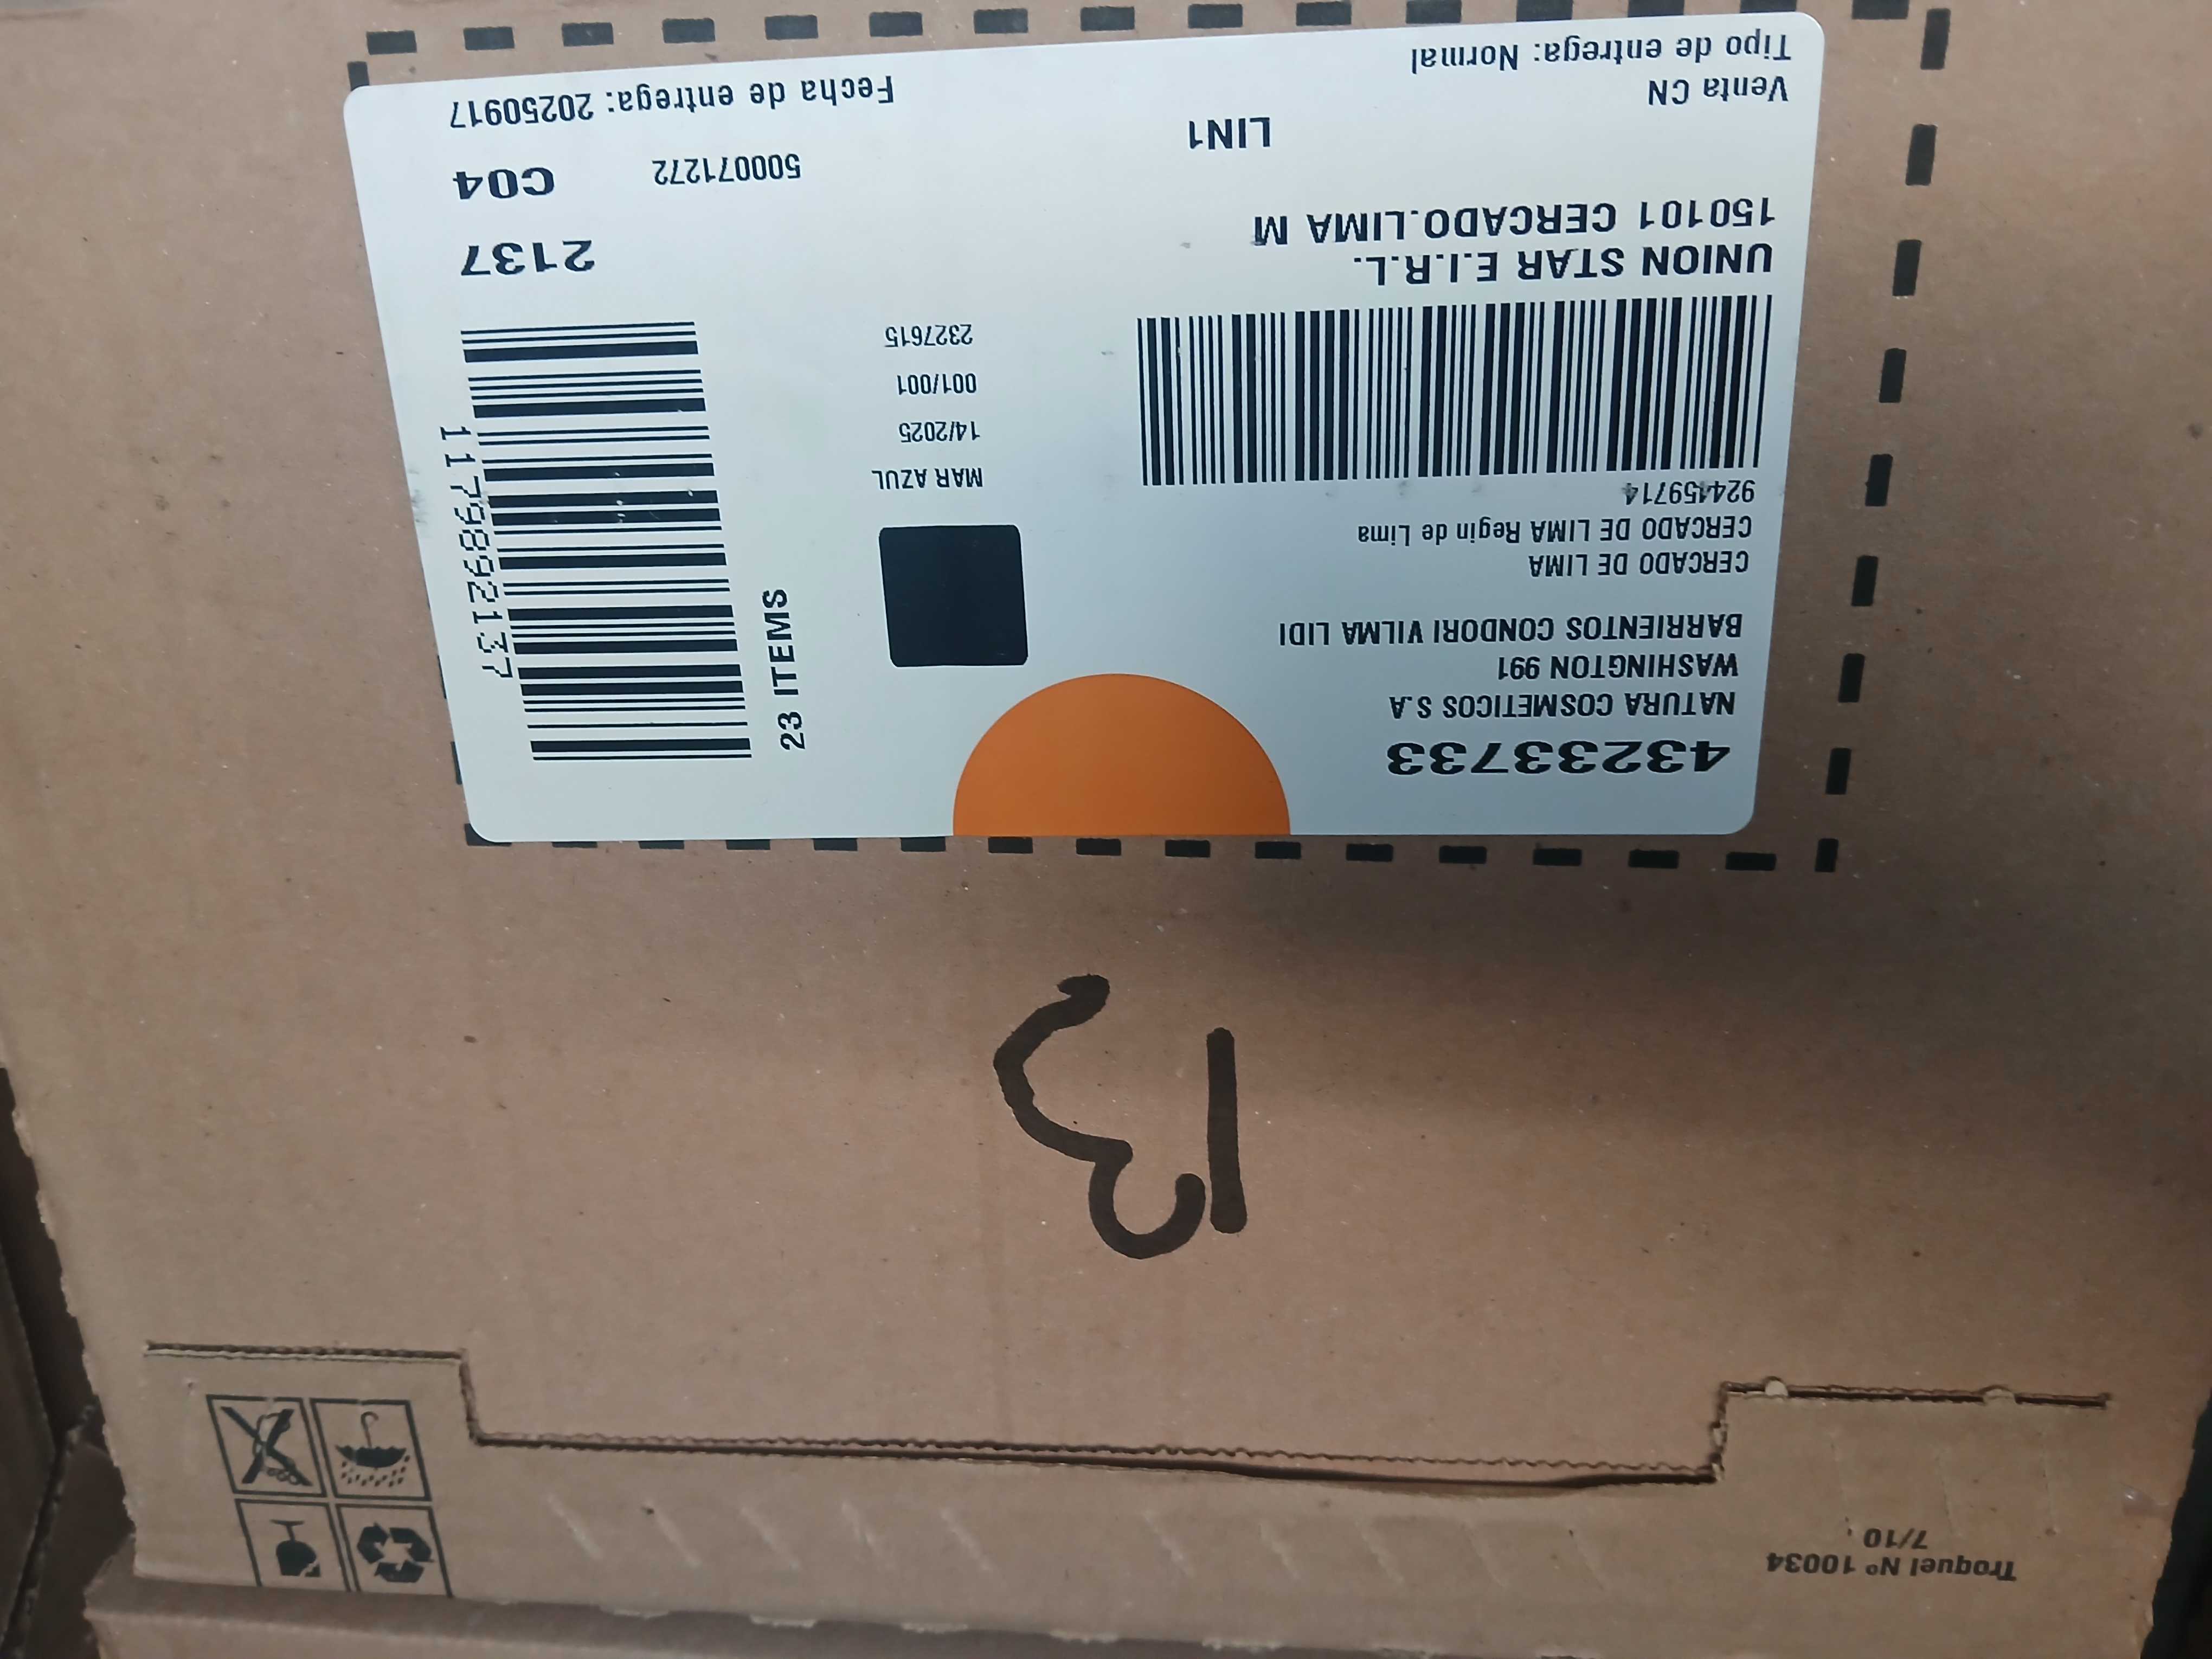 43233733
NATURA COSMETICOS S.A
WASHINGTON 991
BARRIENTOS CONDORI VILMA LIDI
CERCADO DE LIMA
CERCADO DE LIMA Regin de Lima
924459714
UNION STAR E.I.R.L.
150101 CERCADO.LIMA M
LIN1
Venta CN
Tipo de entrega: Normal
MAR AZUL
14/2025
001/001
2327615
23 ITEMS
1179892137
2137
500071272
C04
Fecha de entrega: 20250917
13
Troquel Nº 10034
7/10